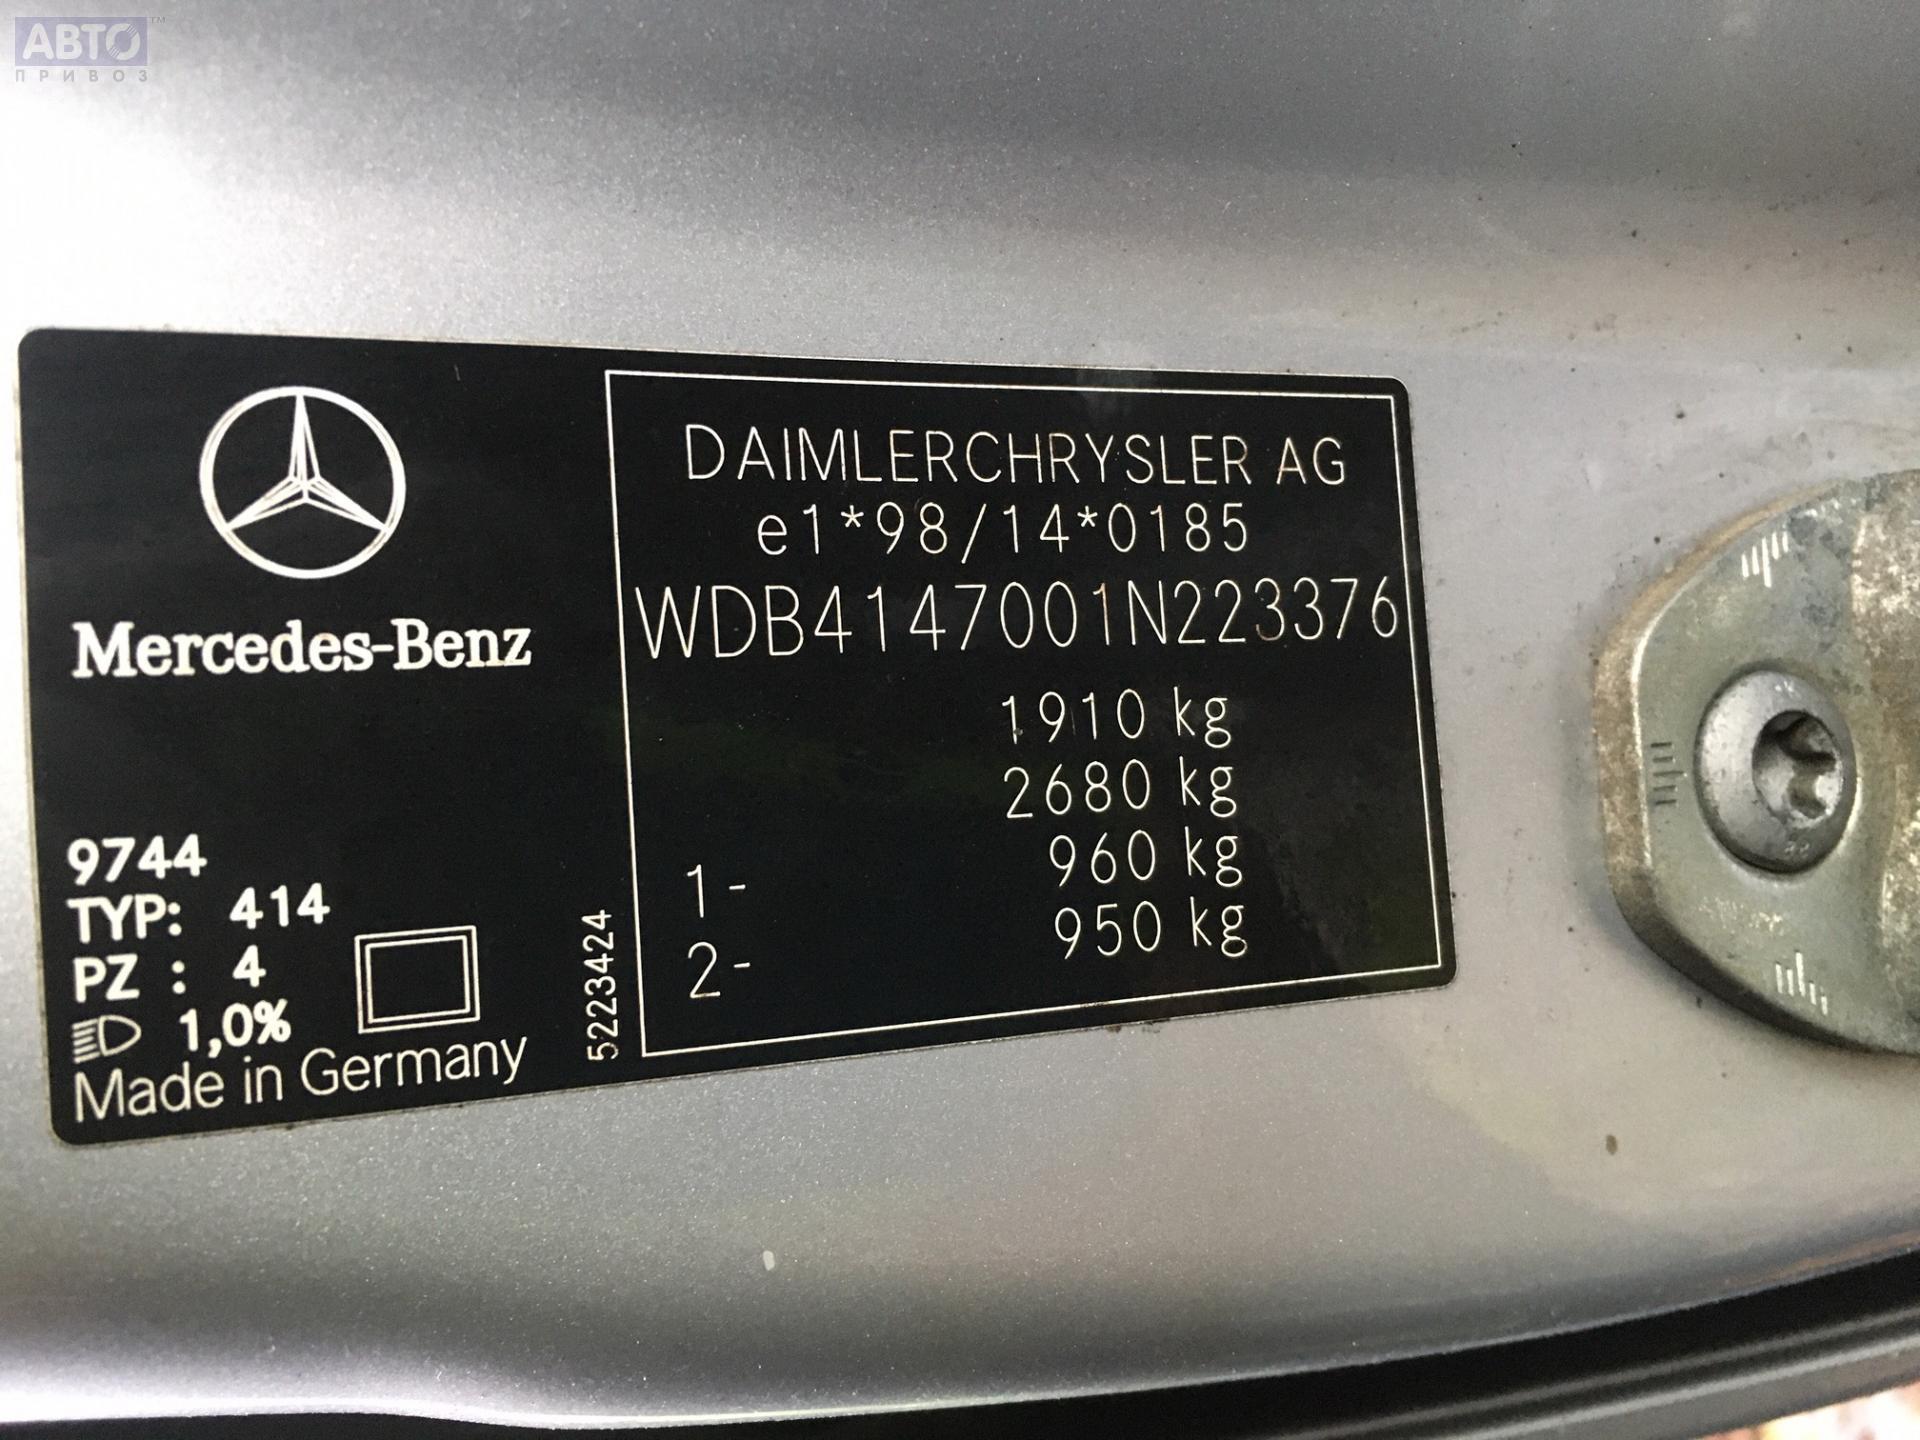 АВТО™
ПРИВОЗ
Mercedes-Benz
9744
TYP: 414
PZ : 4
1,0%
Made in Germany
5223424
DAIMLERCHRYSLER AG
e1*98/14*0185
WDB4147001N223376
1910 kg
2680 kg
1- 960 kg
2- 950 kg